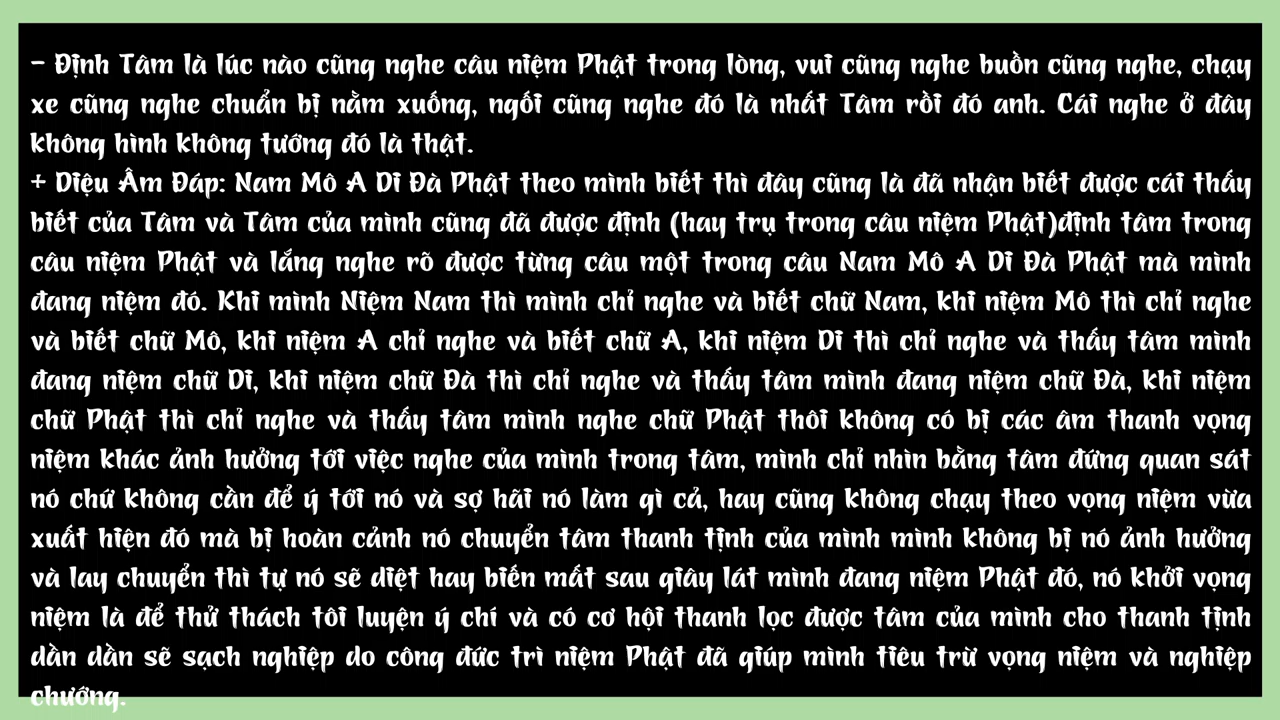 – Định Tâm là lúc nào cũng nghe câu niệm Phật trong lòng, vui cũng nghe buồn cũng nghe, chạy
xe cũng nghe chuẩn bị nằm xuống, ngối cũng nghe đó là nhất Tâm rồi đó anh. Cái nghe ở đây
không hình không tướng đó là thật.
+ Diệu Âm Đáp: Nam Mô A Di Đà Phật theo mình biết thì đây cũng là đã nhận biết được cái thấy
biết của Tâm và Tâm của mình cũng đã được định (hay trụ trong câu niệm Phật)định tâm trong
câu niệm Phật và lắng nghe rõ được từng câu một trong câu Nam Mô A Di Đà Phật mà mình
đang niệm đó. Khi mình Niệm Nam thì mình chỉ nghe và biết chữ Nam, khi niệm Mô thì chỉ nghe
và biết chữ Mô, khi niệm A chỉ nghe và biết chữ A, khi niệm Di thì chỉ nghe và thấy tâm mình
đang niệm chữ Di, khi niệm chữ Đà thì chỉ nghe và thấy tâm mình đang niệm chữ Đà, khi niệm
chữ Phật thì chỉ nghe và thấy tâm mình nghe chữ Phật thôi không có bị các âm thanh vọng
niệm khác ảnh hưởng tới việc nghe của mình trong tâm, mình chỉ nhìn bằng tâm đứng quan sát
nó chứ không cần để ý tới nó và sợ hãi nó làm gì cả, hay cũng không chạy theo vọng niệm vừa
xuất hiện đó mà bị hoàn cảnh nó chuyển tâm thanh tịnh của mình mình không bị nó ảnh hưởng
và lay chuyển thì tự nó sẽ diệt hay biến mất sau giây lát mình đang niệm Phật đó, nó khởi vọng
niệm là để thử thách tôi luyện ý chí và có cơ hội thanh lọc được tâm của mình cho thanh tịnh
dần dần sẽ sạch nghiệp do công đức trì niệm Phật đã giúp mình tiêu trừ vọng niệm và nghiệp
chướng.